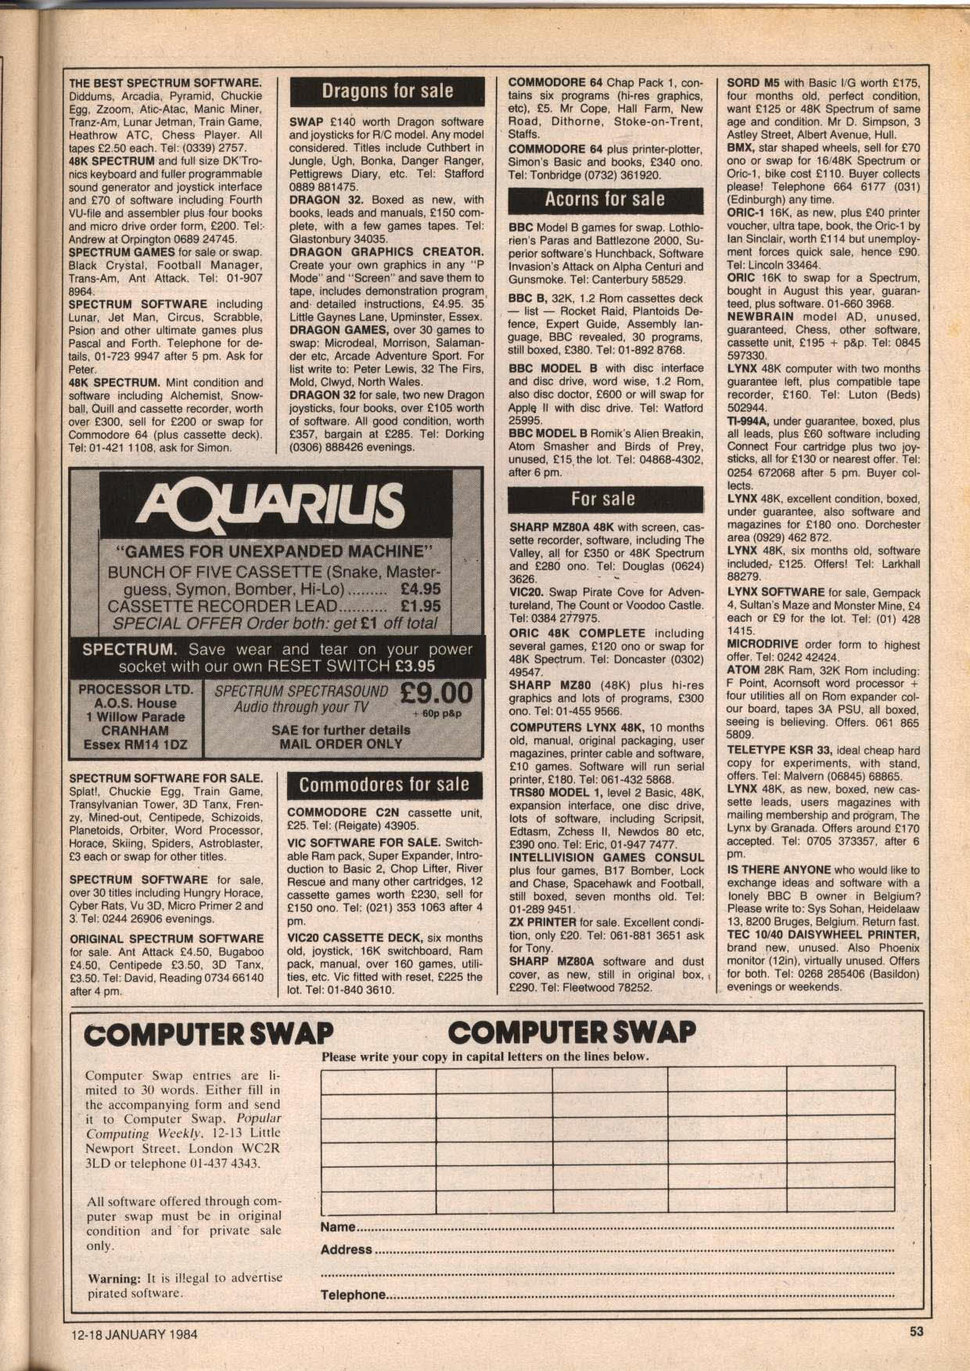 THE BEST SPECTRUM SOFTWARE.
Diddums, Arcadia, Pyramid, Chuckie
Egg, Zzoom, Atic-Atac, Manic Miner,
Tranz-Am, Lunar Jetman, Train Game,
Heathrow ATC, Chess Player. All
tapes £2.50 each. Tel: (0339) 2757.
48K SPECTRUM and full size DK'Tro-
nics keyboard and fuller programmable
sound generator and joystick interface
and £70 of software including Fourth
VU-file and assembler plus four books
and micro drive order form, £200. Tel:
Andrew at Orpington 0689 24745.
SPECTRUM GAMES for sale or swap.
Black Crystal, Football Manager,
Trans-Am, Ant Attack. Tel: 01-907
8964.
SPECTRUM SOFTWARE including
Lunar, Jet Man, Circus, Scrabble,
Psion and other ultimate games plus
Pascal and Forth. Telephone for de-
tails, 01-723 9947 after 5 pm. Ask for
Peter.
48K SPECTRUM. Mint condition and
software including Alchemist, Snow-
ball, Quill and cassette recorder, worth
over £300, sell for £200 or swap for
Commodore 64 (plus cassette deck).
Tel: 01-421 1108, ask for Simon.
Dragons for sale
SWAP £140 worth Dragon software
and joysticks for R/C model. Any model
considered. Titles include Cuthbert in
Jungle, Ugh, Bonka, Danger Ranger,
Pettigrews Diary, etc. Tel: Stafford
0889 881475.
DRAGON 32. Boxed as new, with
books, leads and manuals, £150 com-
plete, with a few games tapes. Tel:
Glastonbury 34035.
DRAGON GRAPHICS CREATOR.
Create your own graphics in any "P
Mode" and "Screen" and save them to
tape, includes demonstration program
and detailed instructions, £4.95. 35
Little Gaynes Lane, Upminster, Essex.
DRAGON GAMES, over 30 games to
swap: Microdeal, Morrison, Salaman-
der etc, Arcade Adventure Sport. For
list write to: Peter Lewis, 32 The Firs,
Mold, Clwyd, North Wales.
DRAGON 32 for sale, two new Dragon
joysticks, four books, over £105 worth
of software. All good condition, worth
£357, bargain at £285. Tel: Dorking
(0306) 888426 evenings.
AQUARIUS
"GAMES FOR UNEXPANDED MACHINE"
BUNCH OF FIVE CASSETTE (Snake, Master-
guess, Symon, Bomber, Hi-Lo)......... £4.95
CASSETTE RECORDER LEAD........... £1.95
SPECIAL OFFER Order both: get £1 off total
SPECTRUM. Save wear and tear on your power
socket with our own RESET SWITCH £3.95
PROCESSOR LTD.
A.O.S. House
1 Willow Parade
CRANHAM
Essex RM14 1DZ
SPECTRUM SPECTRASOUND £9.00
Audio through your TV + 60p p&p
SAE for further details
MAIL ORDER ONLY
SPECTRUM SOFTWARE FOR SALE.
Splat!, Chuckie Egg, Train Game,
Transylvanian Tower, 3D Tanx, Fren-
zy, Mined-out, Centipede, Schizoids,
Planetoids, Orbiter, Word Processor,
Horace, Skiing, Spiders, Astroblaster,
£3 each or swap for other titles.
SPECTRUM SOFTWARE for sale,
over 30 titles including Hungry Horace,
Cyber Rats, Vu 3D, Micro Primer 2 and
3. Tel: 0244 26906 evenings.
ORIGINAL SPECTRUM SOFTWARE
for sale. Ant Attack £4.50, Bugaboo
£4.50, Centipede £3.50, 3D Tanx,
£3.50. Tel: David, Reading 0734 66140
after 4 pm.
Commodores for sale
COMMODORE C2N cassette unit,
£25. Tel: (Reigate) 43905.
VIC SOFTWARE FOR SALE. Switch-
able Ram pack, Super Expander, Intro-
duction to Basic 2, Chop Lifter, River
Rescue and many other cartridges, 12
cassette games worth £230, sell for
£150 ono. Tel: (021) 353 1063 after 4
pm.
VIC20 CASSETTE DECK, six months
old, joystick, 16K switchboard, Ram
pack, manual, over 160 games, utili-
ties, etc. Vic fitted with reset, £225 the
lot. Tel: 01-840 3610.
COMMODORE 64 Chap Pack 1, con-
tains six programs (hi-res graphics,
etc), £5. Mr Cope, Hall Farm, New
Road, Dithorne, Stoke-on-Trent,
Staffs.
COMMODORE 64 plus printer-plotter,
Simon's Basic and books, £340 ono.
Tel: Tonbridge (0732) 361920.
Acorns for sale
BBC Model B games for swap. Lothlo-
rien's Paras and Battlezone 2000, Su-
perior software's Hunchback, Software
Invasion's Attack on Alpha Centuri and
Gunsmoke. Tel: Canterbury 58529.
BBC B, 32K, 1.2 Rom cassettes deck
— list — Rocket Raid, Plantoids De-
fence, Expert Guide, Assembly lan-
guage, BBC revealed, 30 programs,
still boxed, £380. Tel: 01-892 8768.
BBC MODEL B with disc interface
and disc drive, word wise, 1.2 Rom,
also disc doctor, £600 or will swap for
Apple II with disc drive. Tel: Watford
25995.
BBC MODEL B Romik's Alien Breakin,
Atom Smasher and Birds of Prey,
unused, £15 the lot. Tel: 04868-4302,
after 6 pm.
For sale
SHARP MZ80A 48K with screen, cas-
sette recorder, software, including The
Valley, all for £350 or 48K Spectrum
and £280 ono. Tel: Douglas (0624)
3626.
VIC20. Swap Pirate Cove for Adven-
tureland, The Count or Voodoo Castle.
Tel: 0384 277975.
ORIC 48K COMPLETE including
several games, £120 ono or swap for
48K Spectrum. Tel: Doncaster (0302)
49547.
SHARP MZ80 (48K) plus hi-res
graphics and lots of programs, £300
ono. Tel: 01-455 9566.
COMPUTERS LYNX 48K, 10 months
old, manual, original packaging, user
magazines, printer cable and software,
£10 games. Software will run serial
printer, £180. Tel: 061-432 5868.
TRS80 MODEL 1, level 2 Basic, 48K,
expansion interface, one disc drive,
lots of software, including Scripsit,
Edtasm, Zchess II, Newdos 80 etc,
£390 ono. Tel: Eric, 01-947 7477.
INTELLIVISION GAMES CONSUL
plus four games, B17 Bomber, Lock
and Chase, Spacehawk and Football,
still boxed, seven months old. Tel:
01-289 9451.
ZX PRINTER for sale. Excellent condi-
tion, only £20. Tel: 061-881 3651 ask
for Tony.
SHARP MZ80A software and dust
cover, as new, still in original box,
£290. Tel: Fleetwood 78252.
SORD M5 with Basic I/G worth £175,
four months old, perfect condition,
want £125 or 48K Spectrum of same
age and condition. Mr D. Simpson, 3
Astley Street, Albert Avenue, Hull.
BMX, star shaped wheels, sell for £70
ono or swap for 16/48K Spectrum or
Oric-1, bike cost £110. Buyer collects
please! Telephone 664 6177 (031)
(Edinburgh) any time.
ORIC-1 16K, as new, plus £40 printer
voucher, ultra tape, book, the Oric-1 by
Ian Sinclair, worth £114 but unemploy-
ment forces quick sale, hence £90.
Tel: Lincoln 33464.
ORIC 16K to swap for a Spectrum,
bought in August this year, guaran-
teed, plus software. 01-660 3968.
NEWBRAIN model AD, unused,
guaranteed, Chess, other software,
cassette unit, £195 + p&p. Tel: 0845
597330.
LYNX 48K computer with two months
guarantee left, plus compatible tape
recorder, £160. Tel: Luton (Beds)
502944.
TI-994A, under guarantee, boxed, plus
all leads, plus £60 software including
Connect Four cartridge plus two joy-
sticks, all for £130 or nearest offer. Tel:
0254 672068 after 5 pm. Buyer col-
lects.
LYNX 48K, excellent condition, boxed,
under guarantee, also software and
magazines for £180 ono. Dorchester
area (0929) 462 872.
LYNX 48K, six months old, software
included, £125. Offers! Tel: Larkhall
88279.
LYNX SOFTWARE for sale, Gempack
4, Sultan's Maze and Monster Mine, £4
each or £9 for the lot. Tel: (01) 428
1415.
MICRODRIVE order form to highest
offer. Tel: 0242 42424.
ATOM 28K Ram, 32K Rom including:
F Point, Acornsoft word processor +
four utilities all on Rom expander col-
our board, tapes 3A PSU, all boxed,
seeing is believing. Offers. 061 865
5809.
TELETYPE KSR 33, ideal cheap hard
copy for experiments, with stand,
offers. Tel: Malvern (06845) 68865.
LYNX 48K, as new, boxed, new cas-
sette leads, users magazines with
mailing membership and program, The
Lynx by Granada. Offers around £170
accepted. Tel: 0705 373357, after 6
pm.
IS THERE ANYONE who would like to
exchange ideas and software with a
lonely BBC B owner in Belgium?
Please write to: Sys Sohan, Heidelaaw
13, 8200 Bruges, Belgium. Return fast.
TEC 10/40 DAISYWHEEL PRINTER,
brand new, unused. Also Phoenix
monitor (12in), virtually unused. Offers
for both. Tel: 0268 285406 (Basildon)
evenings or weekends.
COMPUTER SWAP COMPUTER SWAP
Computer Swap entries are li-
mited to 30 words. Either fill in
the accompanying form and send
it to Computer Swap, Popular
Computing Weekly, 12-13 Little
Newport Street, London WC2R
3LD or telephone 01-437 4343.
All software offered through com-
puter swap must be in original
condition and for private sale
only.
Warning: It is illegal to advertise
pirated software.
Please write your copy in capital letters on the lines below.
Name
Address
Telephone
12-18 JANUARY 1984
53